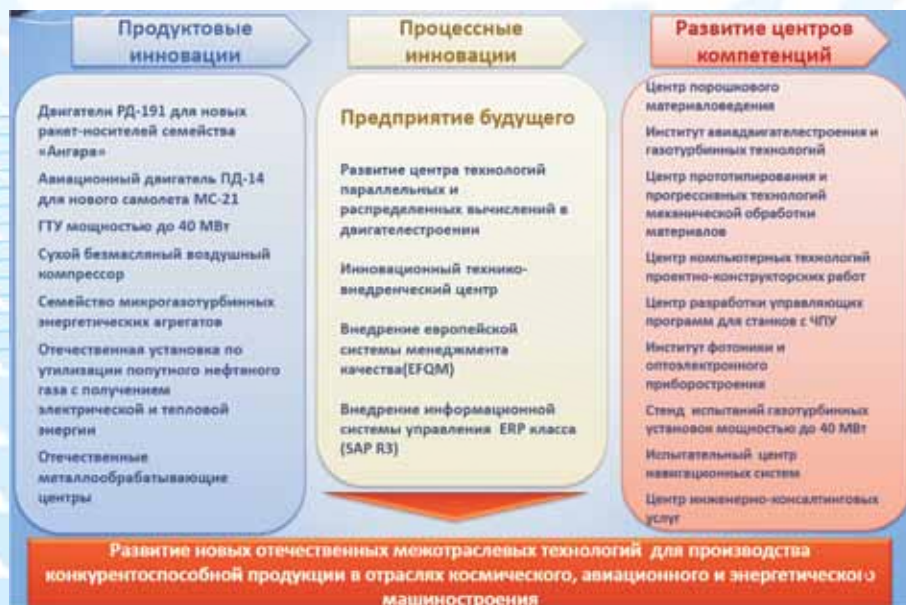 Продуктовые
инновации
Двигатели РД-191 для новых
ракет-носителей семейства
«Ангара»
Авиационный двигатель ПД-14
для нового самолета МС-21
ГТУ мощностью до 40 МВт
Сухой безмасляный воздушный
компрессор
Семейство микрогазотурбинных
энергетических агрегатов
Отечественная установка по
утилизации попутного нефтяного
газа с получением
электрической и тепловой
энергии
Отечественные
металлообрабатывающие
центры
Процессные
инновации
Предприятие будущего
Развитие центра технологий
параллельных и
распределенных вычислений в
двигателестроении
Инновационный технико-
внедренческий центр
Внедрение европейской
системы менеджмента
качества(EFQM)
Внедрение информационной
системы управления ERP класса
(SAP R3)
Развитие центров
компетенций
Центр порошкового
материаловедения
Институт авиадвигателестроения и
газотурбинных технологий
Центр прототипирования и
прогрессивных технологий
механической обработки
материалов
Центр компьютерных технологий
проектно-конструкторских работ
Центр разработки управляющих
программ для станков с ЧПУ
Институт фотоники и
оптоэлектронного
приборостроения
Стенд испытаний газотурбинных
установок мощностью до 40 МВт
Испытательный центр
навигационных систем
Центр инженерно-консалтинговых
услуг
Развитие новых отечественных межотраслевых технологий для производства
конкурентоспособной продукции в отраслях космического, авиационного и энергетического
машиностроения